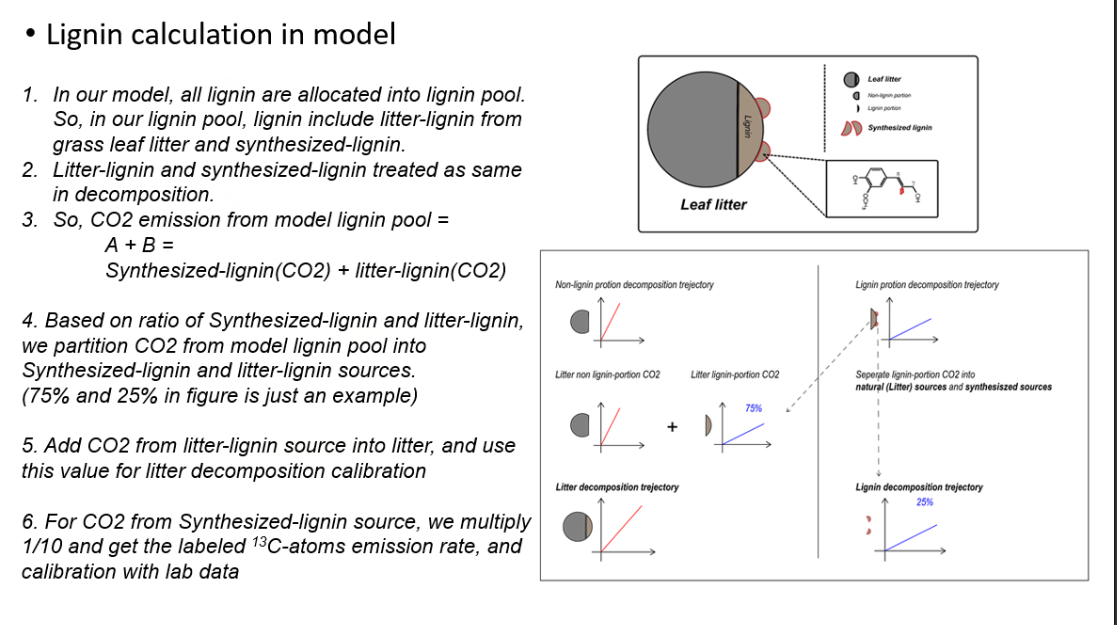 • Lignin calculation in model
1. In our model, all lignin are allocated into lignin pool.
So, in our lignin pool, lignin include litter-lignin from
grass leaf litter and synthesized-lignin.
2. Litter-lignin and synthesized-lignin treated as same
in decomposition.
3. So, CO2 emission from model lignin pool =
A + B =
Synthesized-lignin(CO2) + litter-lignin(CO2)
4. Based on ratio of Synthesized-lignin and litter-lignin,
we partition CO2 from model lignin pool into
Synthesized-lignin and litter-lignin sources.
(75% and 25% in figure is just an example)
5. Add CO2 from litter-lignin source into litter, and use
this value for litter decomposition calibration
6. For CO2 from Synthesized-lignin source, we multiply
1/10 and get the labeled ¹³C-atoms emission rate, and
calibration with lab data
Lignin
Leaf litter
Leaf litter
Non-lignin portion
Lignin portion
Synthesized lignin
OH
OCH₃
OH
Non-lignin protion decomposition trajectory
Lignin protion decomposition trajectory
Litter non lignin-portion CO2
Litter lignin-portion CO2
Seperate lignin-portion CO2 into
natural (Litter) sources and synthesiszed sources
+
75%
Litter decomposition trajectory
Lignin decomposition trajectory
25%